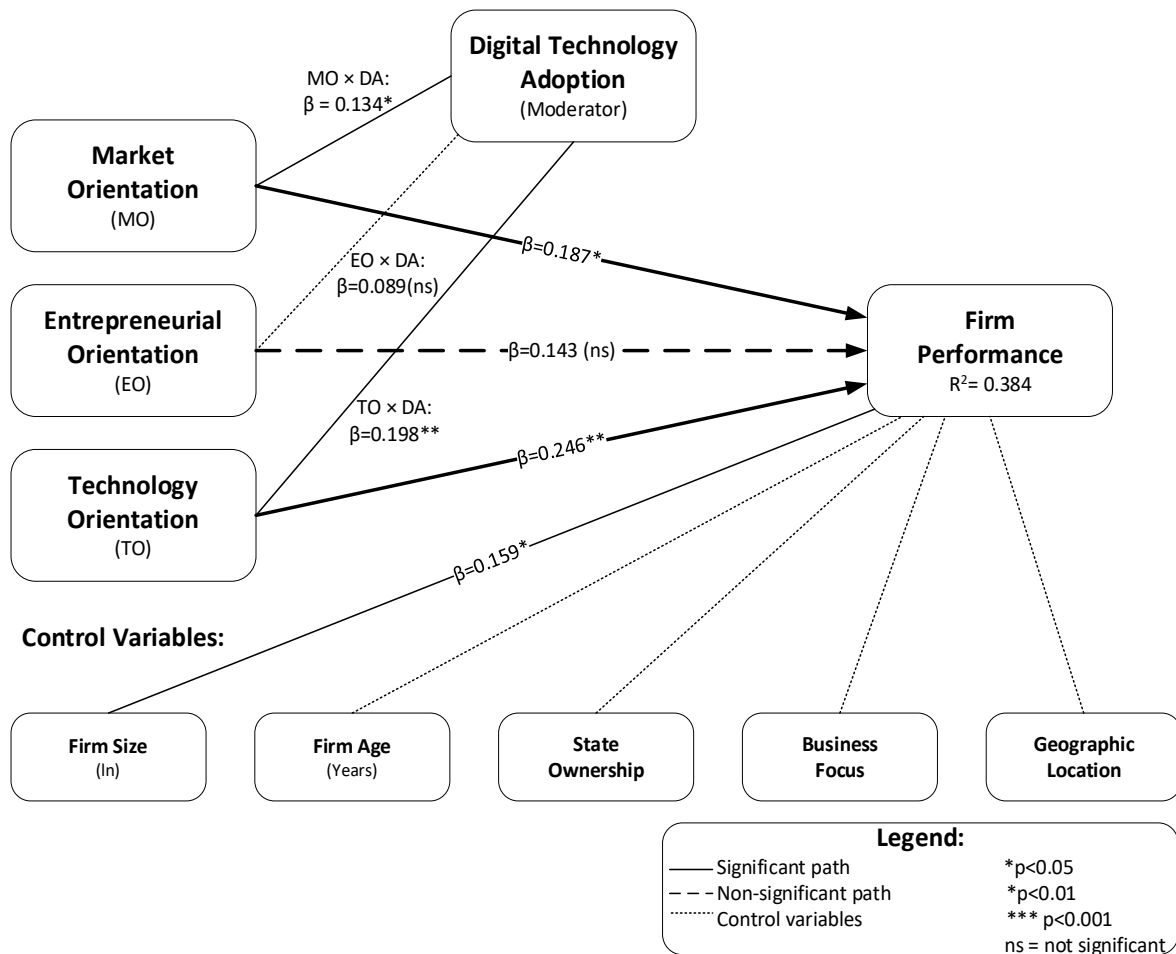 Digital Technology
Adoption
(Moderator)
MO × DA:
β = 0.134*
Market
Orientation
(MO)
β=0.187*
EO × DA:
β=0.089(ns)
Entrepreneurial
Orientation
(EO)
β=0.143 (ns)
Firm
Performance
R²= 0.384
TO × DA:
β=0.198**
β=0.246**
Technology
Orientation
(TO)
β=0.159*
Control Variables:
Firm Size
(ln)
Firm Age
(Years)
State
Ownership
Business
Focus
Geographic
Location
Legend:
Significant path
*p<0.05
Non-significant path
*p<0.01
Control variables
*** p<0.001
ns = not significant